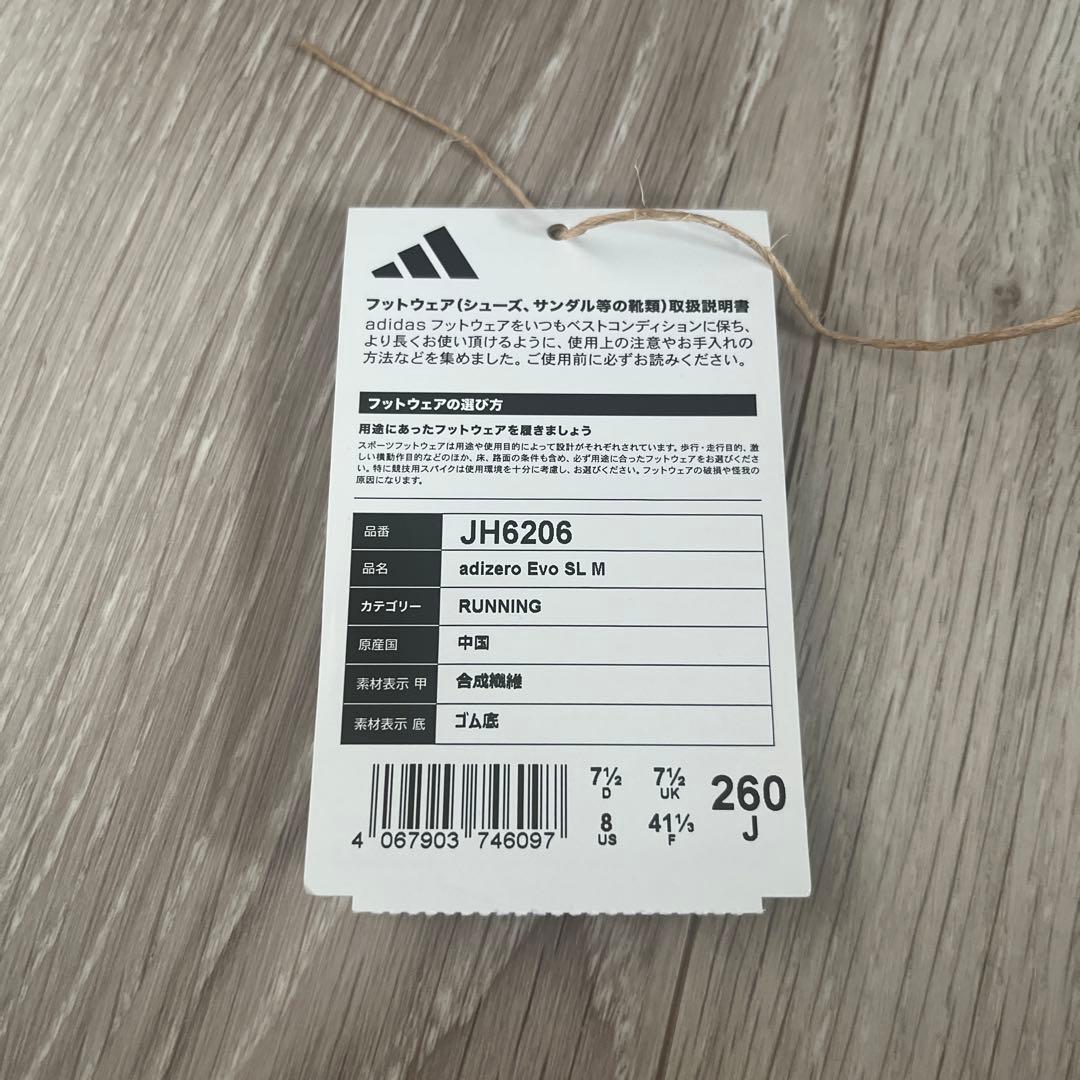 フットウェア(シューズ、サンダル等の靴類)取扱説明書
adidas フットウェアをいつもベストコンディションに保ち、
より長くお使い頂けるように、使用上の注意やお手入れの
方法などを集めました。ご使用前に必ずお読みください。
フットウェアの選び方
用途にあったフットウェアを履きましょう
スポーツフットウェアは用途や使用目的によって設計がそれぞれされています。歩行・走行目的、激
しい横動作目的などのほか、床、路面の条件も含め、必ず用途に合ったフットウェアをお選びくださ
い。特に競技用スパイクは使用環境を十分に考慮し、お選びください。フットウェアの破損や怪我の
原因になります。
品番 JH6206
品名 adizero Evo SL M
カテゴリー RUNNING
原産国 中国
素材表示 甲 合成繊維
素材表示 底 ゴム底
7½ 7½ 260
D UK J
8 41⅓
US F
4 067903 746097